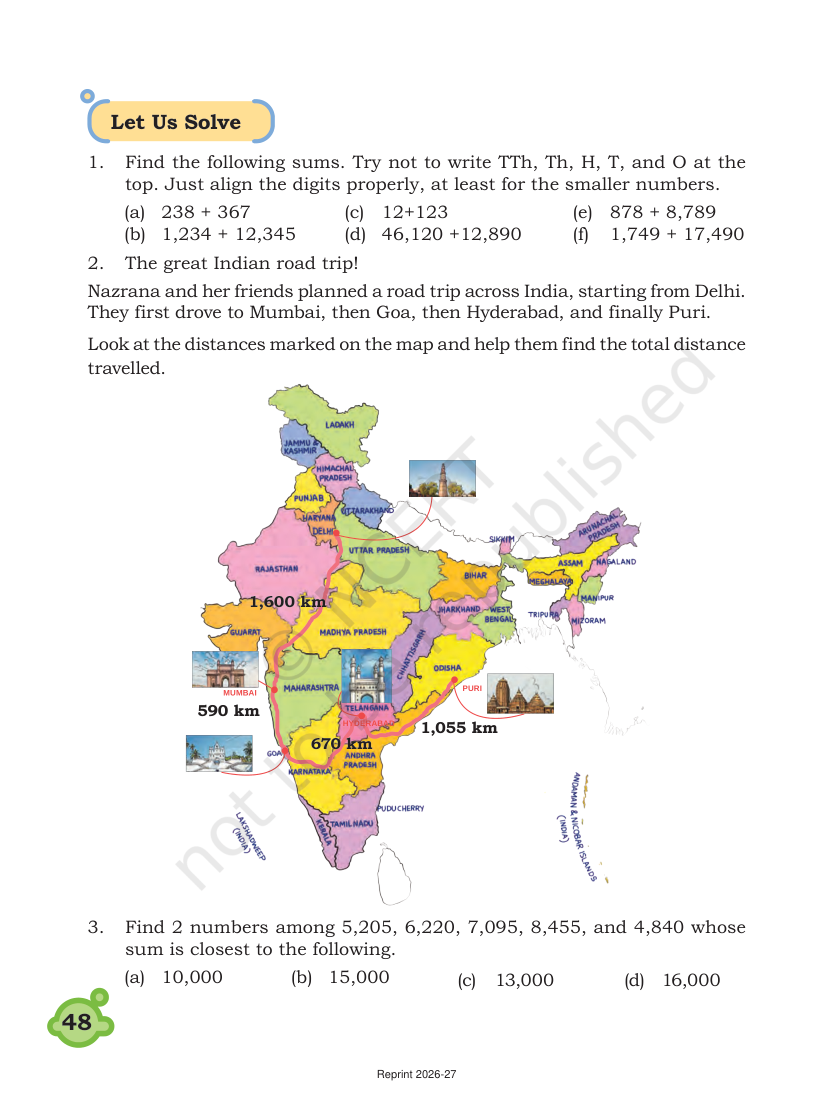 Let Us Solve
1. Find the following sums. Try not to write TTh, Th, H, T, and O at the
top. Just align the digits properly, at least for the smaller numbers.
(a) 238 + 367 (c) 12+123 (e) 878 + 8,789
(b) 1,234 + 12,345 (d) 46,120 +12,890 (f) 1,749 + 17,490
2. The great Indian road trip!
Nazrana and her friends planned a road trip across India, starting from Delhi.
They first drove to Mumbai, then Goa, then Hyderabad, and finally Puri.
Look at the distances marked on the map and help them find the total distance
travelled.
LADAKH
JAMMU &
KASHMIR
HIMACHAL
PRADESH
PUNJAB
UTTARAKHAND
HARYANA
DELHI
ARUNACHAL
PRADESH
SIKKIM
UTTAR PRADESH
ASSAM
NAGALAND
RAJASTHAN
BIHAR
MEGHALAYA
MANIPUR
1,600 km
JHARKHAND
WEST
BENGAL
TRIPURA
MIZORAM
GUJARAT
MADHYA PRADESH
CHHATTISGARH
ODISHA
MUMBAI
MAHARASHTRA
PURI
590 km
TELANGANA
HYDERABAD
1,055 km
670 km
GOA
ANDHRA
PRADESH
KARNATAKA
PUDUCHERRY
TAMIL NADU
KERALA
LAKSHADWEEP
(INDIA)
ANDAMAN & NICOBAR ISLANDS
(INDIA)
© NCERT
not to be republished
3. Find 2 numbers among 5,205, 6,220, 7,095, 8,455, and 4,840 whose
sum is closest to the following.
(a) 10,000 (b) 15,000 (c) 13,000 (d) 16,000
48
Reprint 2026-27